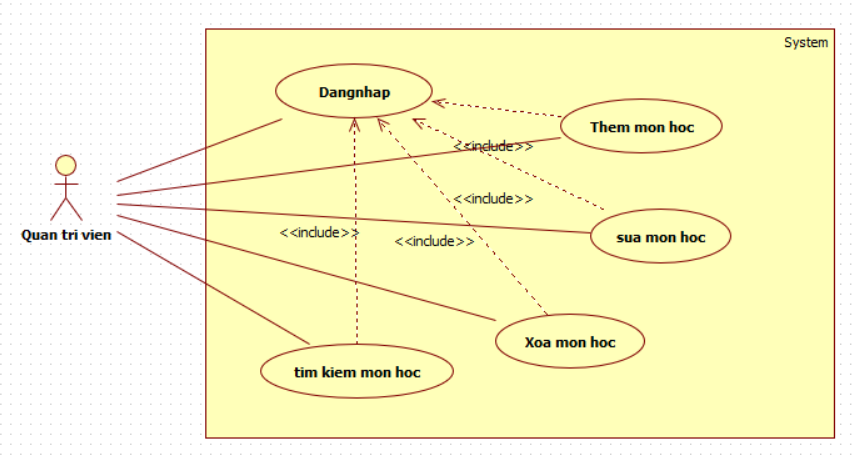 System
Dangnhap
Them mon hoc
<<include>>
<<include>>
sua mon hoc
Quan tri vien
<<include>>
<<include>>
Xoa mon hoc
tim kiem mon hoc